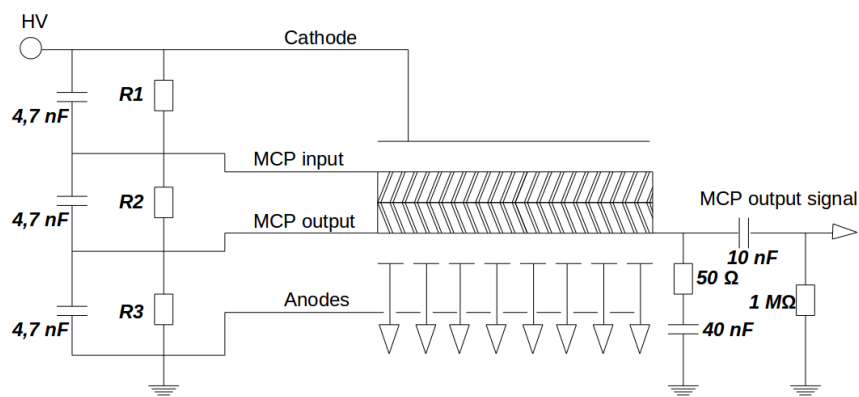 HV
Cathode
4,7 nF
R1
MCP input
4,7 nF
R2
MCP output
MCP output signal
10 nF
50 Ω
1 MΩ
4,7 nF
R3
Anodes
40 nF